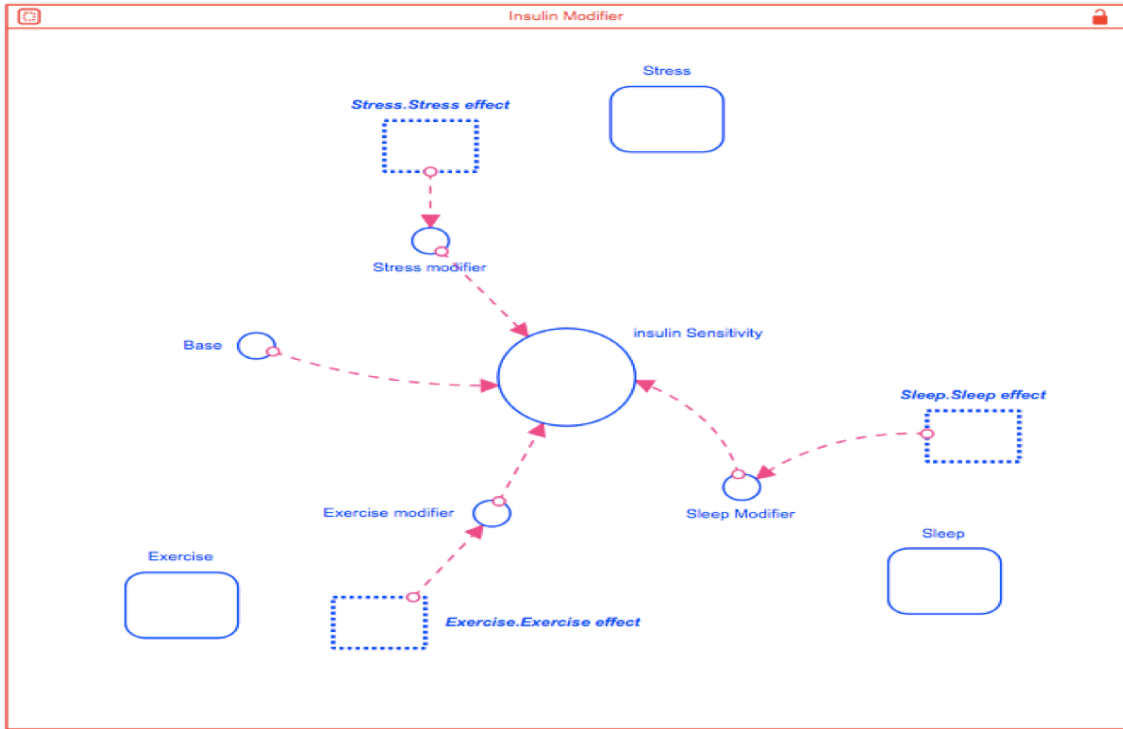 Insulin Modifier
Stress
Stress.Stress effect
Stress modifier
insulin Sensitivity
Base
Sleep.Sleep effect
Exercise modifier
Sleep Modifier
Sleep
Exercise
Exercise.Exercise effect